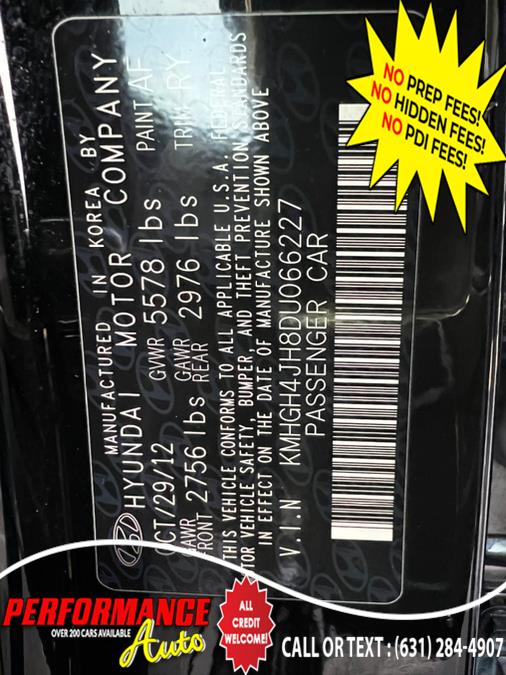 NO PREP FEES!
NO HIDDEN FEES!
NO PDI FEES!
MANUFACTURED IN KOREA BY
HYUNDAI MOTOR COMPANY
OCT/29/12 GVWR 5578 lbs PAINT AF
GAWR FRONT 2756 lbs GAWR REAR 2976 lbs TRIM RY
THIS VEHICLE CONFORMS TO ALL APPLICABLE U.S.A. FEDERAL
MOTOR VEHICLE SAFETY, BUMPER AND THEFT PREVENTION STANDARDS
IN EFFECT ON THE DATE OF MANUFACTURE SHOWN ABOVE
V.I.N KMHGH4JH8DU066227
PASSENGER CAR
PERFORMANCE
OVER 200 CARS AVAILABLE
Auto
ALL
CREDIT
WELCOME!
CALL OR TEXT : (631) 284-4907